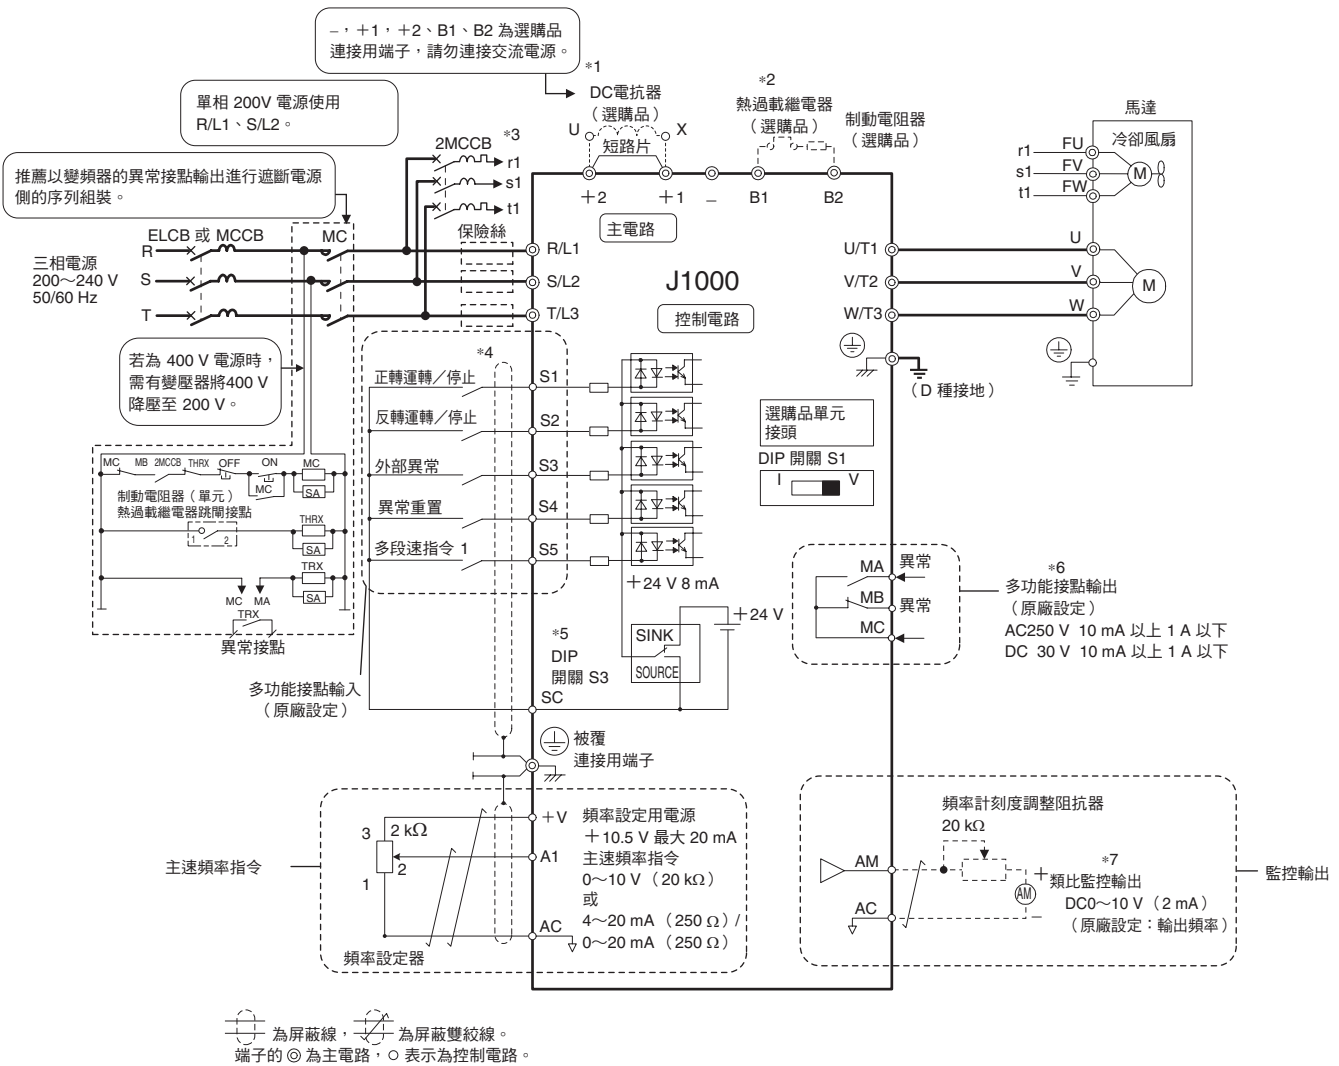 −，＋1，＋2、B1、B2 為選購品
連接用端子，請勿連接交流電源。
單相 200V 電源使用
R/L1、S/L2。
推薦以變頻器的異常接點輸出進行遮斷電源
側的序列組裝。
*1
DC電抗器
（選購品）
U
X
短路片
*2
熱過載繼電器
（選購品）
制動電阻器
（選購品）
*3
2MCCB
r1
s1
t1
保險絲
＋2
＋1
−
B1
B2
主電路
馬達
冷卻風扇
r1
FU
s1
FV
t1
FW
M
ELCB 或 MCCB
MC
三相電源
200～240 V
50/60 Hz
R
S
T
R/L1
S/L2
T/L3
J1000
控制電路
U/T1
V/T2
W/T3
U
V
W
M
（D 種接地）
若為 400 V 電源時，
需有變壓器將400 V
降壓至 200 V。
MC
MB
2MCCB
THRX
OFF
ON
MC
MC
SA
制動電阻器（單元）
熱過載繼電器跳閘接點
1
2
THRX
SA
TRX
SA
MC
MA
TRX
異常接點
*4
正轉運轉／停止
S1
反轉運轉／停止
S2
外部異常
S3
異常重置
S4
多段速指令 1
S5
＋24 V 8 mA
選購品單元
接頭
DIP 開關 S1
I
V
＋24 V
SINK
SOURCE
*5
DIP
開關 S3
SC
多功能接點輸入
（原廠設定）
MA
異常
MB
異常
MC
*6
多功能接點輸出
（原廠設定）
AC250 V 10 mA 以上 1 A 以下
DC 30 V 10 mA 以上 1 A 以下
被覆
連接用端子
主速頻率指令
3
2 kΩ
2
1
頻率設定器
＋V
頻率設定用電源
＋10.5 V 最大 20 mA
A1
主速頻率指令
0～10 V（20 kΩ）
或
4～20 mA（250 Ω）/
0～20 mA（250 Ω）
AC
頻率計刻度調整阻抗器
20 kΩ
AM
AC
AM
＋
−
*7
類比監控輸出
DC0～10 V（2 mA）
（原廠設定：輸出頻率）
監控輸出
為屏蔽線，
為屏蔽雙絞線。
端子的 ◎ 為主電路，○ 表示為控制電路。